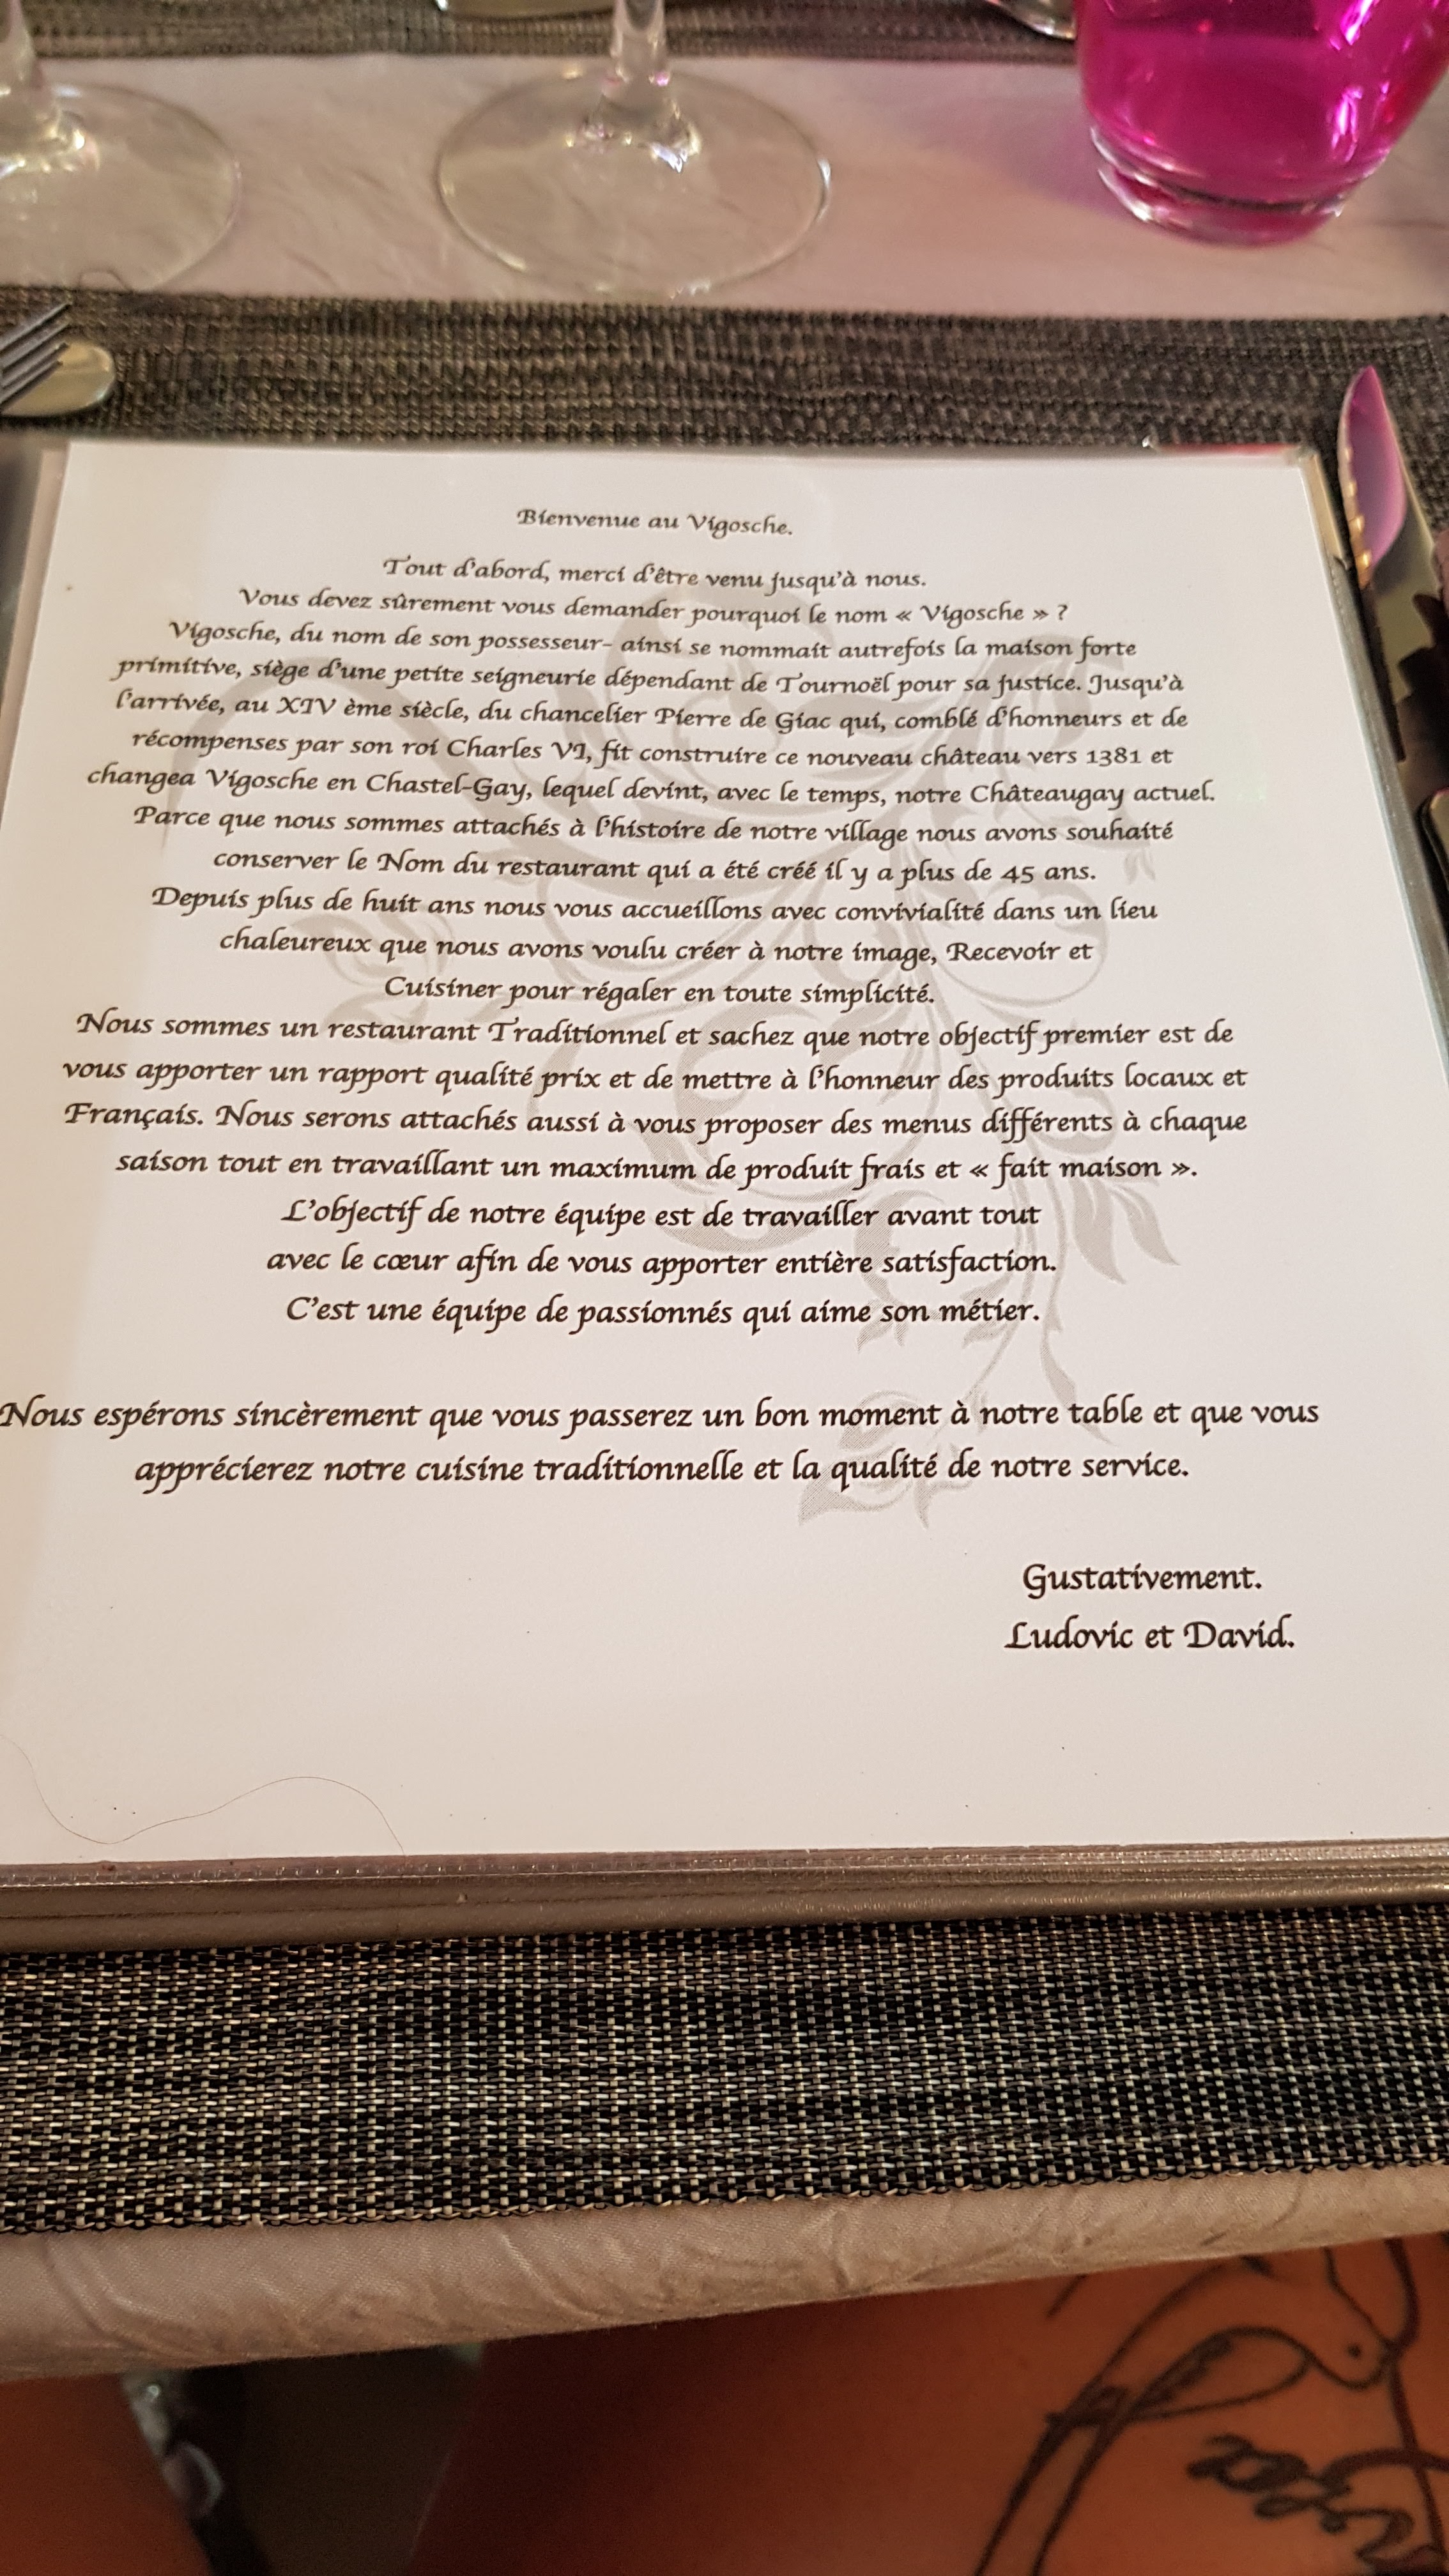 Bienvenue au Vigosche.
Tout d'abord, merci d'être venu jusqu'à nous.
Vous devez sûrement vous demander pourquoi le nom « Vigosche » ?
Vigosche, du nom de son possesseur- ainsi se nommait autrefois la maison forte
primitive, siège d'une petite seigneurie dépendant de Tournoël pour sa justice. Jusqu'à
l'arrivée, au XIV ème siècle, du chancelier Pierre de Giac qui, comblé d'honneurs et de
récompenses par son roi Charles VI, fit construire ce nouveau château vers 1381 et
changea Vigosche en Chastel-Gay, lequel devint, avec le temps, notre Châteaugay actuel.
Parce que nous sommes attachés à l'histoire de notre village nous avons souhaité
conserver le Nom du restaurant qui a été créé il y a plus de 45 ans.
Depuis plus de huit ans nous vous accueillons avec convivialité dans un lieu
chaleureux que nous avons voulu créer à notre image, Recevoir et
Cuisiner pour régaler en toute simplicité.
Nous sommes un restaurant Traditionnel et sachez que notre objectif premier est de
vous apporter un rapport qualité prix et de mettre à l'honneur des produits locaux et
Français. Nous serons attachés aussi à vous proposer des menus différents à chaque
saison tout en travaillant un maximum de produit frais et « fait maison ».
L'objectif de notre équipe est de travailler avant tout
avec le cœur afin de vous apporter entière satisfaction.
C'est une équipe de passionnés qui aime son métier.
Nous espérons sincèrement que vous passerez un bon moment à notre table et que vous
apprécierez notre cuisine traditionnelle et la qualité de notre service.
Gustativement.
Ludovic et David.